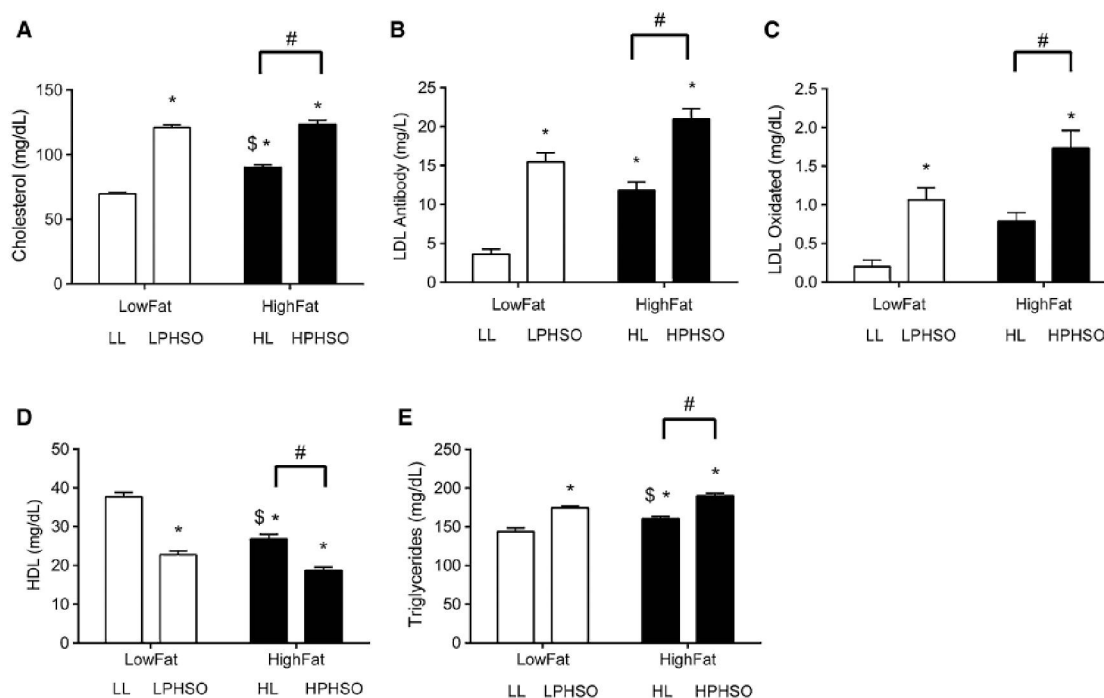 A
#
Cholesterol (mg/dL)
150
100
50
0
*
$ *
*
LowFat HighFat
LL LPHSO HL HPHSO
B
#
LDL Antibody (mg/L)
25
20
15
10
5
0
*
*
*
LowFat HighFat
LL LPHSO HL HPHSO
C
#
LDL Oxidated (mg/dL)
2.5
2.0
1.5
1.0
0.5
0.0
*
*
LowFat HighFat
LL LPHSO HL HPHSO
D
#
HDL (mg/dL)
50
40
30
20
10
0
*
$ *
*
LowFat HighFat
LL LPHSO HL HPHSO
E
#
Triglycerides (mg/dL)
250
200
150
100
50
0
*
$ *
*
LowFat HighFat
LL LPHSO HL HPHSO